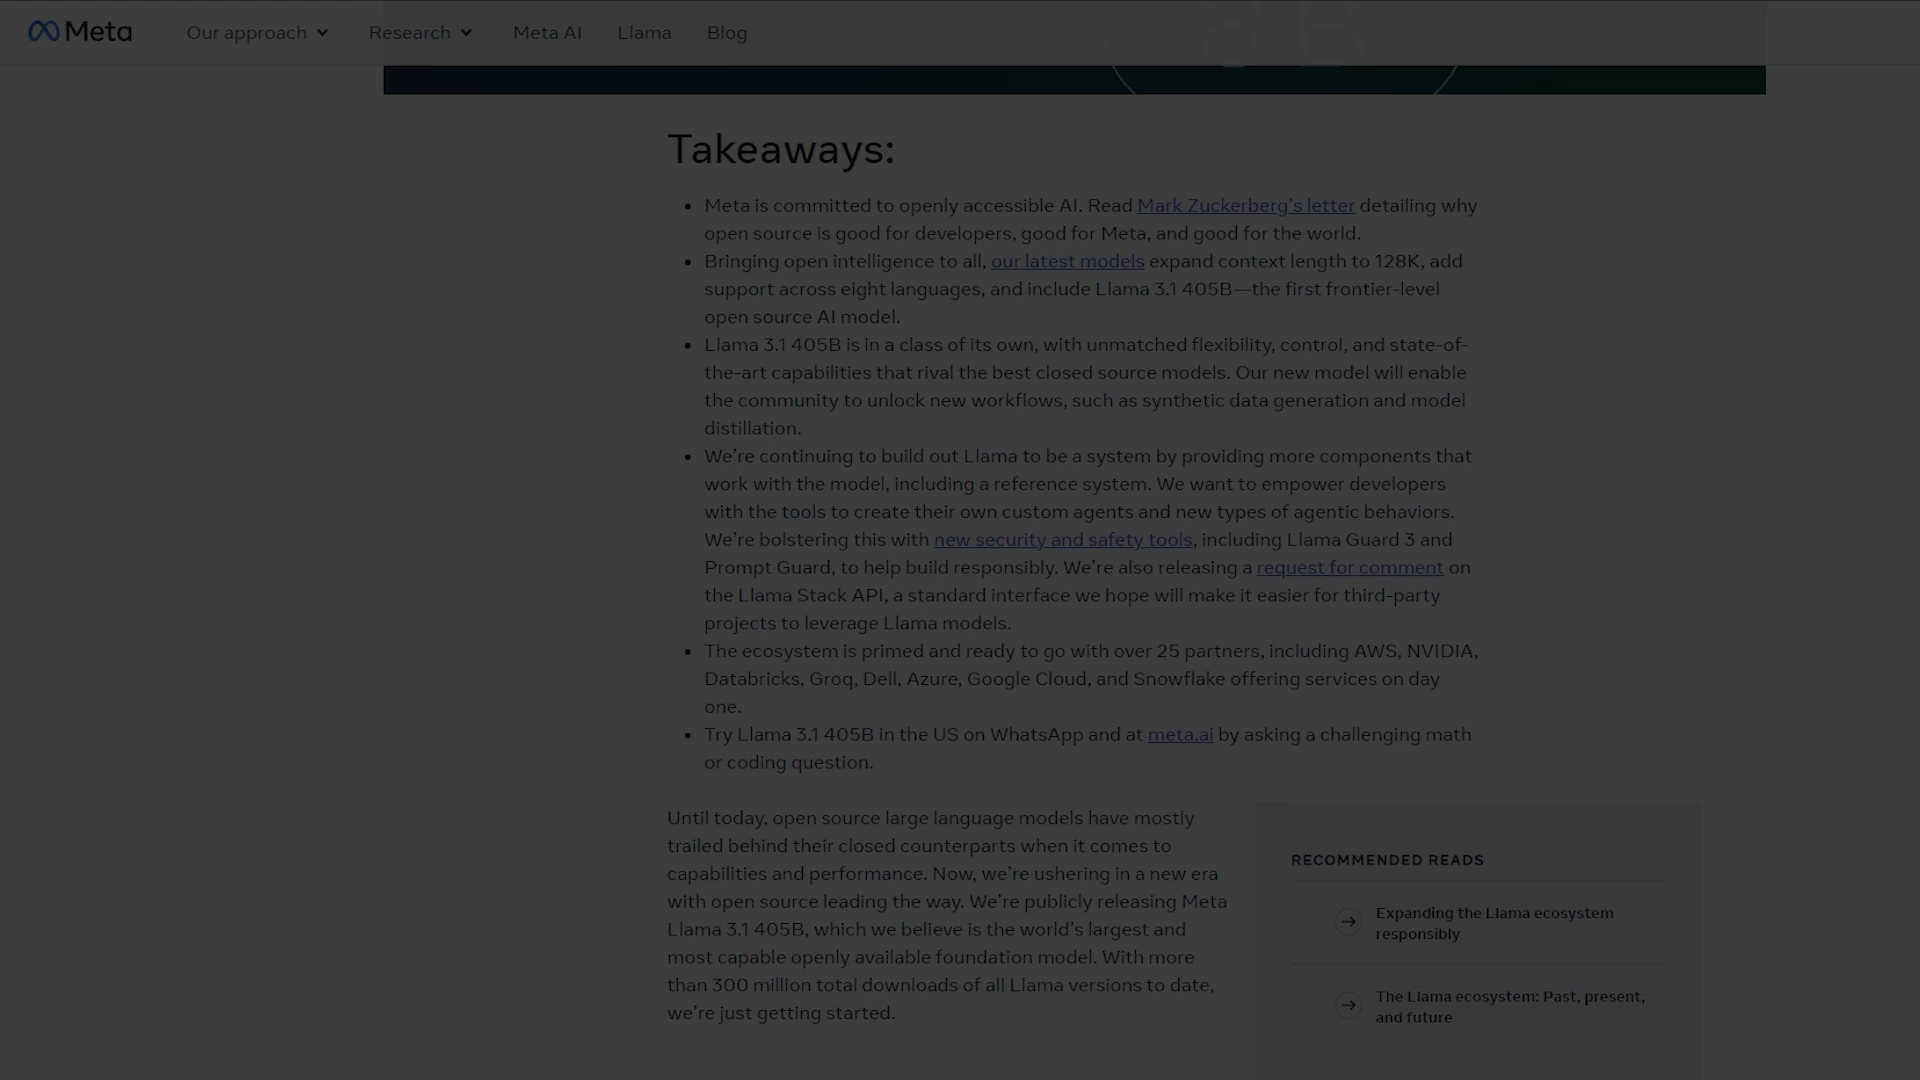 Meta
Our approach
Research
Meta AI
Llama
Blog
8B
Takeaways:
• Meta is committed to openly accessible AI. Read Mark Zuckerberg's letter detailing why
open source is good for developers, good for Meta, and good for the world.
• Bringing open intelligence to all, our latest models expand context length to 128K, add
support across eight languages, and include Llama 3.1 405B—the first frontier-level
open source AI model.
• Llama 3.1 405B is in a class of its own, with unmatched flexibility, control, and state-of-
the-art capabilities that rival the best closed source models. Our new model will enable
the community to unlock new workflows, such as synthetic data generation and model
distillation.
• We're continuing to build out Llama to be a system by providing more components that
work with the model, including a reference system. We want to empower developers
with the tools to create their own custom agents and new types of agentic behaviors.
We're bolstering this with new security and safety tools, including Llama Guard 3 and
Prompt Guard, to help build responsibly. We're also releasing a request for comment on
the Llama Stack API, a standard interface we hope will make it easier for third-party
projects to leverage Llama models.
• The ecosystem is primed and ready to go with over 25 partners, including AWS, NVIDIA,
Databricks, Groq, Dell, Azure, Google Cloud, and Snowflake offering services on day
one.
• Try Llama 3.1 405B in the US on WhatsApp and at meta.ai by asking a challenging math
or coding question.
Until today, open source large language models have mostly
trailed behind their closed counterparts when it comes to
capabilities and performance. Now, we're ushering in a new era
with open source leading the way. We're publicly releasing Meta
Llama 3.1 405B, which we believe is the world's largest and
most capable openly available foundation model. With more
than 300 million total downloads of all Llama versions to date,
we're just getting started.
RECOMMENDED READS
Expanding the Llama ecosystem
responsibly
The Llama ecosystem: Past, present,
and future